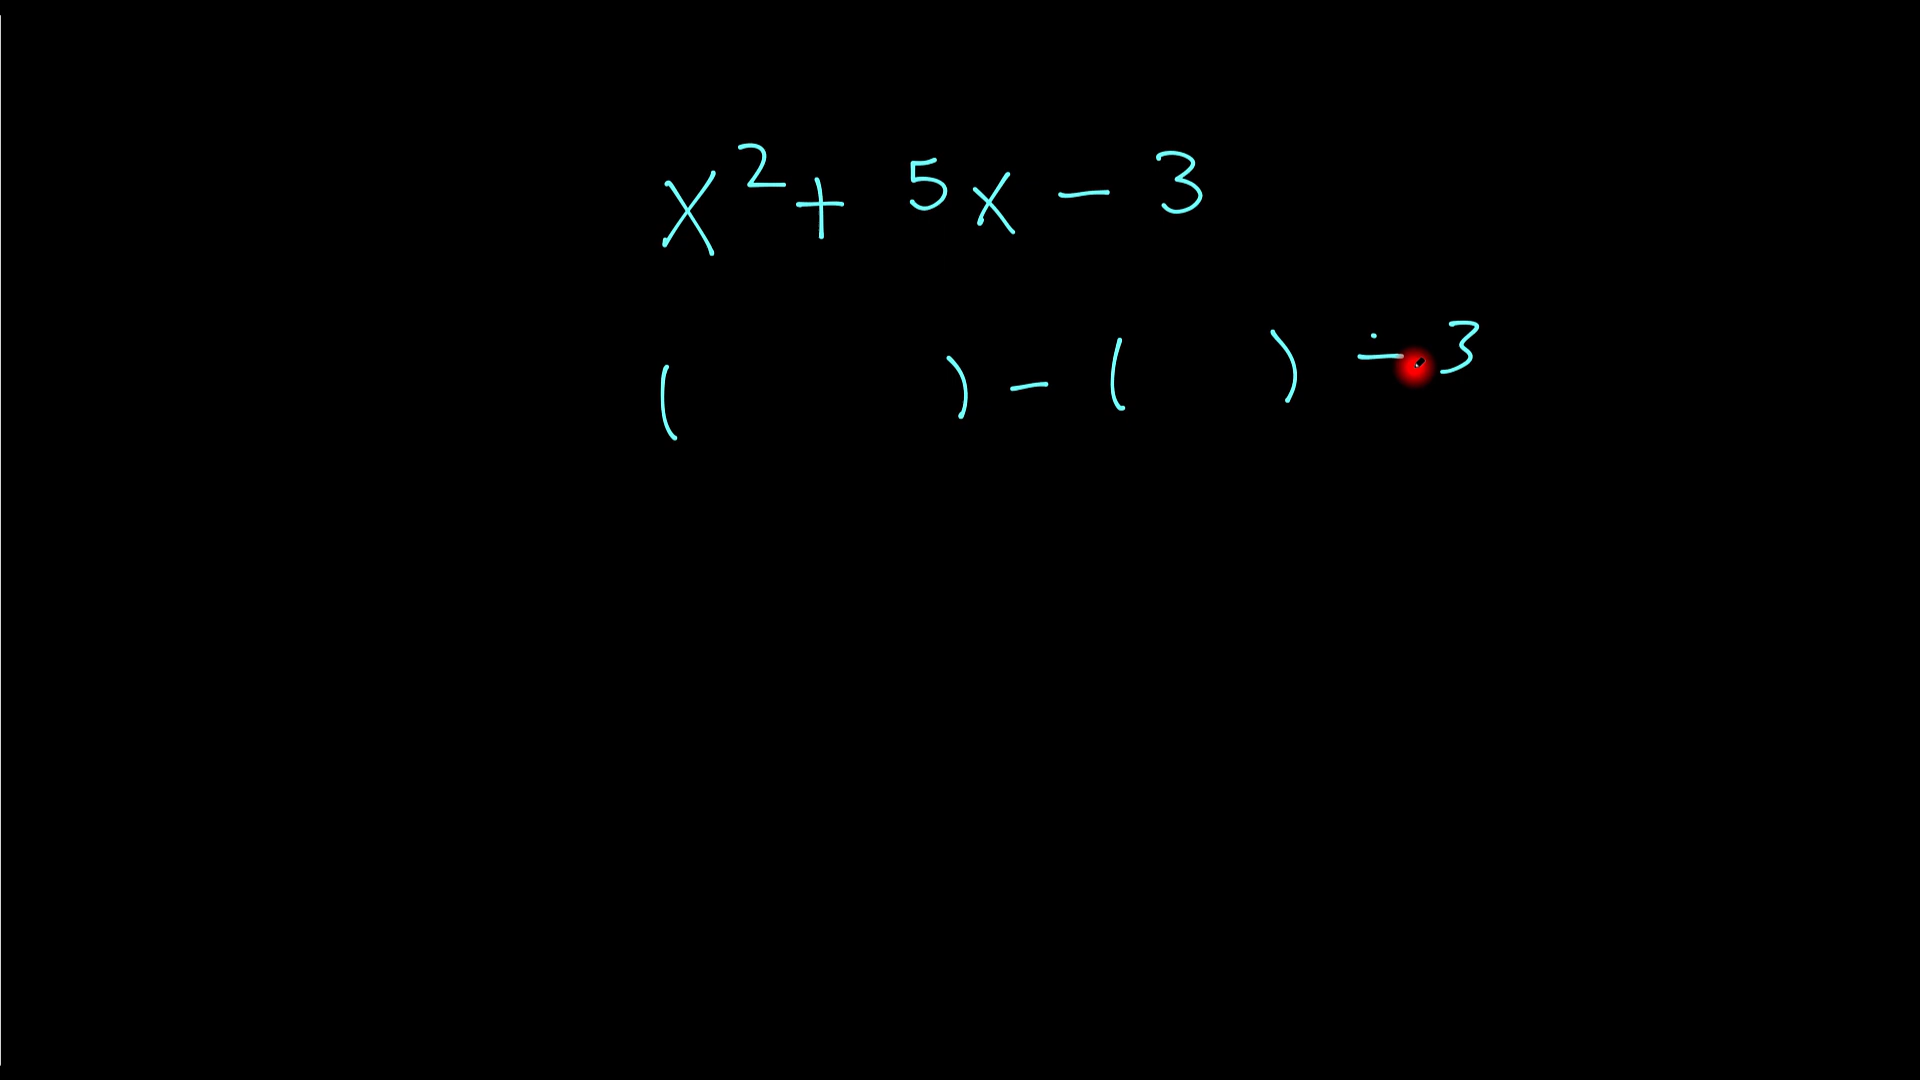 x² + 5x - 3
(      ) - (      ) ÷ 3